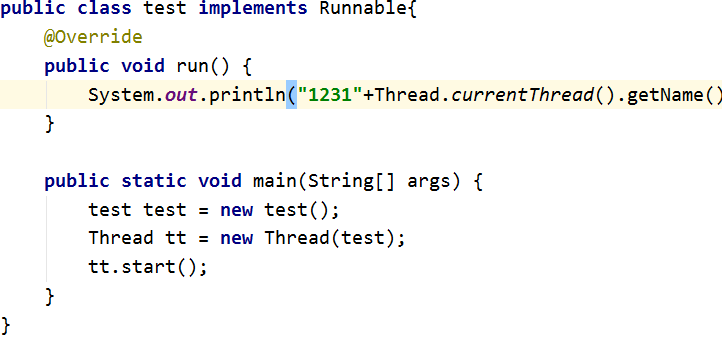 public class test implements Runnable{
@Override
public void run() {
System.out.println("1231"+Thread.currentThread().getName()
}
public static void main(String[] args) {
test test = new test();
Thread tt = new Thread(test);
tt.start();
}
}